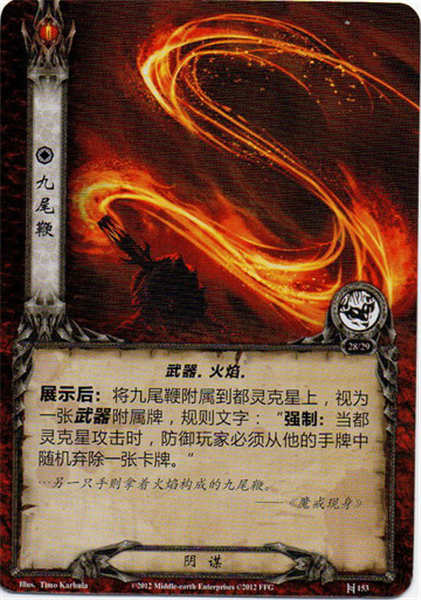 九尾鞭
28/29
武器. 火焰.
展示后：将九尾鞭附属到都灵克星上，视为
一张武器附属牌，规则文字：“强制：当都
灵克星攻击时，防御玩家必须从他的手牌中
随机弃除一张卡牌。”
…另一只手则拿着火焰构成的九尾鞭。
——《魔戒现身》
阴谋
Illus. Timo Karhula
©2012 Middle-earth Enterprises ©2012 FFG
153